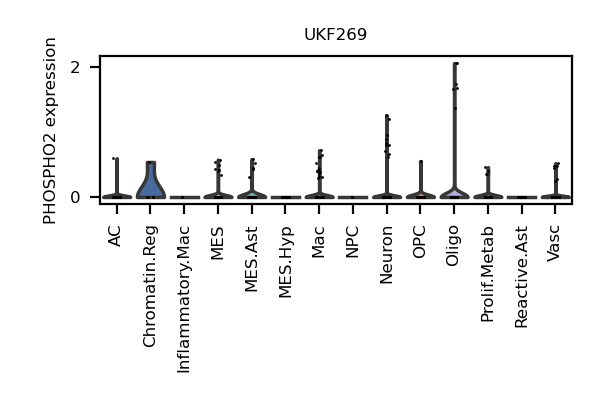 UKF269
PHOSPHO2 expression
2
0
AC
Chromatin.Reg
Inflammatory.Mac
MES
MES.Ast
MES.Hyp
Mac
NPC
Neuron
OPC
Oligo
Prolif.Metab
Reactive.Ast
Vasc